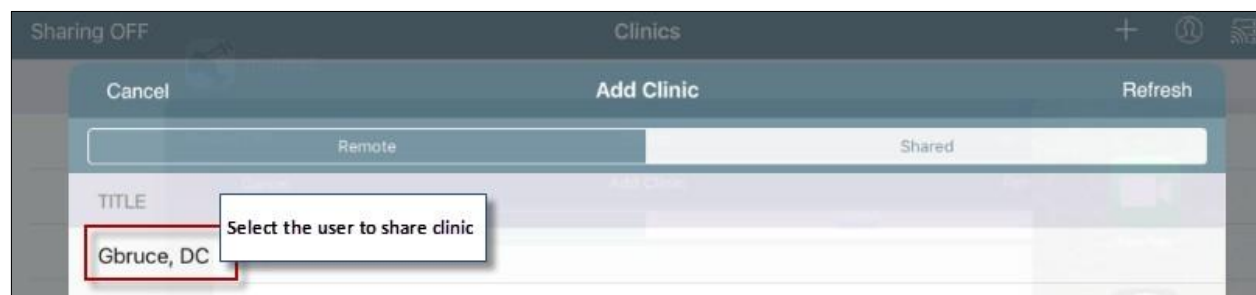 Sharing OFF Clinics
Cancel Add Clinic Refresh
Remote Shared
TITLE
Select the user to share clinic
Gbruce, DC